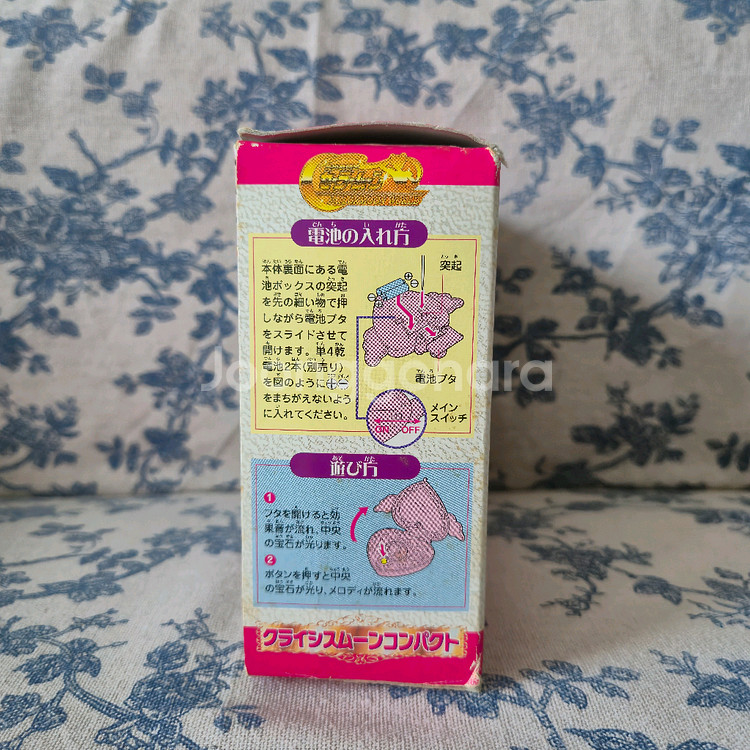 電池の入れ方
本体裏面にある電
池ボックスの突起
を先の細い物で押
しながら電池ブタ
をスライドさせて
開けます。単4乾
電池2本(別売り)
を図のように⊕⊖
をまちがえないよう
に入れてください。
突起
電池ブタ
メイン
スイッチ
ON OFF
遊び方
1
フタを開けると効
果音が流れ、中央
の宝石が光ります。
2
ボタンを押すと中央
の宝石が光り、メロディが流れます。
クライシスムーンコンパクト